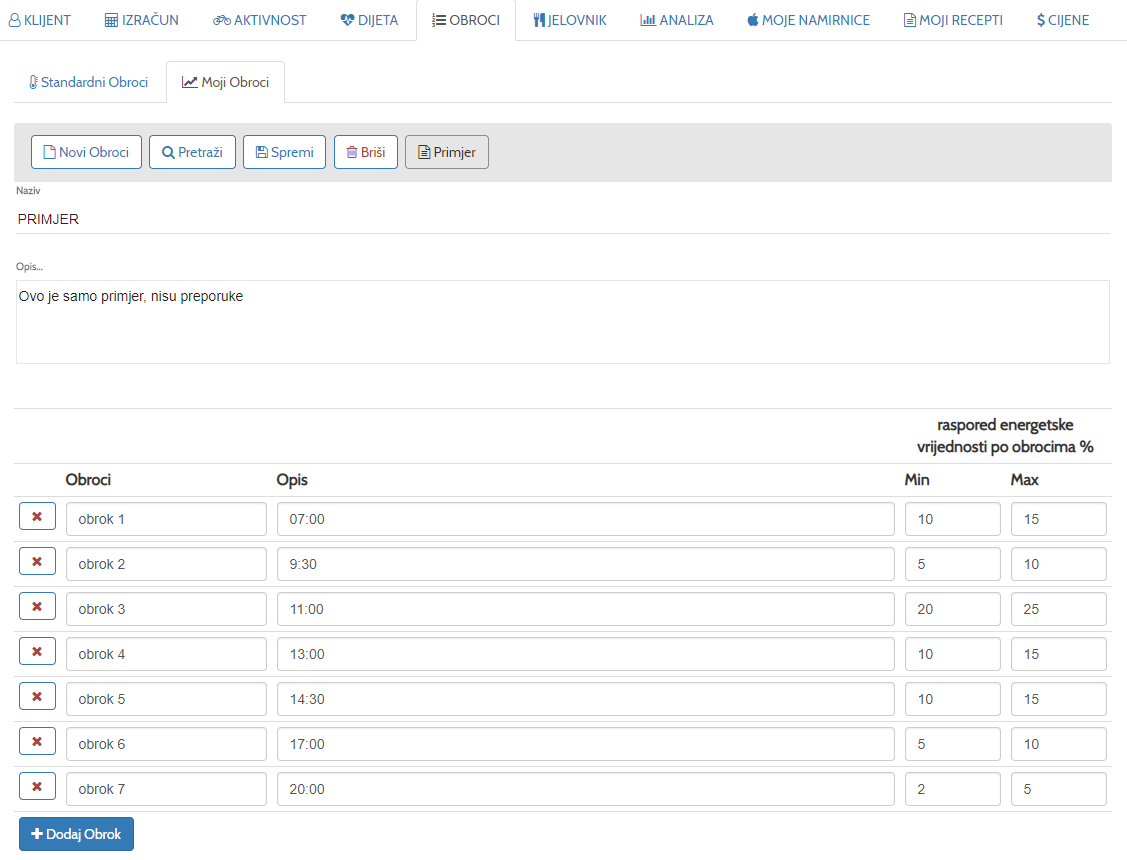 KLIJENT IZRAČUN AKTIVNOST DIJETA OBROCI JELOVNIK ANALIZA MOJE NAMIRNICE MOJI RECEPTI CIJENE
Standardni Obroci Moji Obroci
Novi Obroci Pretraži Spremi Briši Primjer
Naziv
PRIMJER
Opis...
Ovo je samo primjer, nisu preporuke
raspored energetske
vrijednosti po obrocima %
Obroci Opis Min Max
obrok 1 07:00 10 15
obrok 2 9:30 5 10
obrok 3 11:00 20 25
obrok 4 13:00 10 15
obrok 5 14:30 10 15
obrok 6 17:00 5 10
obrok 7 20:00 2 5
Dodaj Obrok